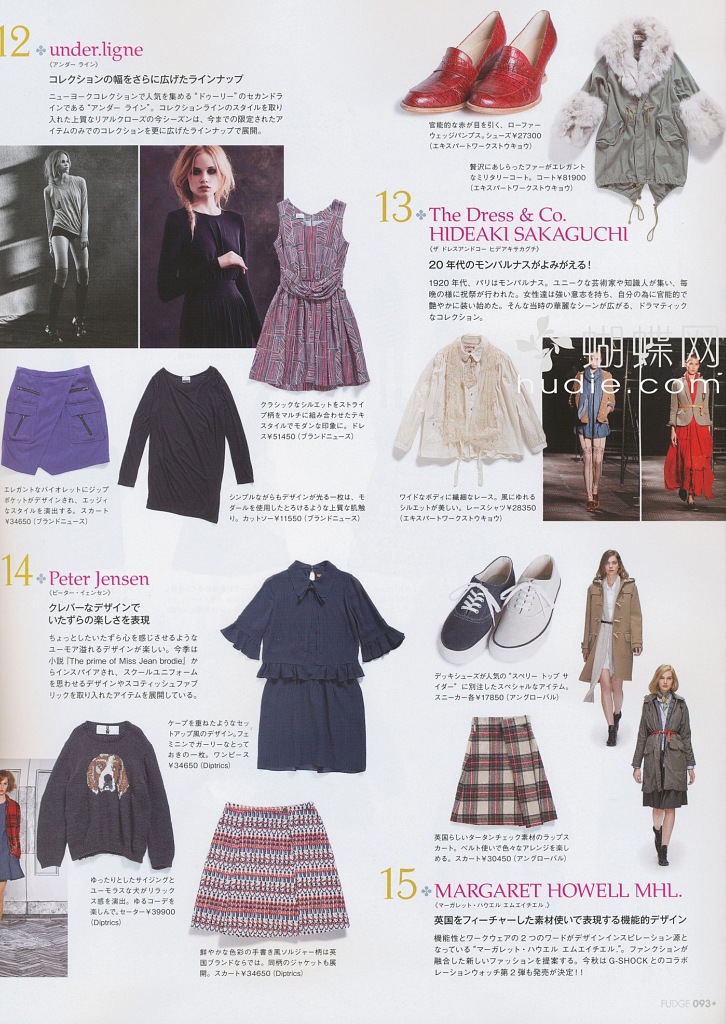 12 under.ligne
〈アンダー ライン〉
コレクションの幅をさらに広げたラインナップ
ニューヨークコレクションで人気を集める“ドゥーリー”のセカンドラ
インである“アンダー ライン”。コレクションラインのスタイルを取り
入れた上質なリアルクローズの今シーズンは、今までの限定されたア
イテムのみでのコレクションを更に広げたラインナップで展開。
クラシックなシルエットをストライ
プ柄をマルチに組み合わせたテキ
スタイルでモダンな印象に。ドレ
ス¥51450（ブランドニュース）
エレガントなバイオレットにジップ
ポケットがデザインされ、エッジィ
なスタイルを演出する。スカート
¥34650（ブランドニュース）
シンプルながらもデザインが光る一枚は、モ
ダールを使用したとろけるような上質な肌触
り。カットソー¥11550（ブランドニュース）
官能的な赤が目を引く、ローファー
ウェッジパンプス。シューズ¥27300
（エキスパートワークストウキョウ）
贅沢にあしらったファーがエレガント
なミリタリーコート。コート¥81900
（エキスパートワークストウキョウ）
13 The Dress & Co.
HIDEAKI SAKAGUCHI
〈ザ ドレスアンドコー ヒデアキサカグチ〉
20年代のモンパルナスがよみがえる！
1920年代、パリはモンパルナス。ユニークな芸術家や知識人が集い、毎
晩の様に祝祭が行われた。女性達は強い意志を持ち、自分の為に官能的で
艶やかに装い始めた。そんな当時の華麗なシーンが広がる、ドラマティック
なコレクション。
蝴蝶网
hudie.com
ワイドなボディに繊細なレース。風にゆれる
シルエットが美しい。レースシャツ¥28350
（エキスパートワークストウキョウ）
14 Peter Jensen
〈ピーター・イェンセン〉
クレバーなデザインで
いたずらの楽しさを表現
ちょっとしたいたずら心を感じさせるような
ユーモア溢れるデザインが楽しい。今季は
小説『The prime of Miss Jean brodie』か
らインスパイアされ、スクールユニフォーム
を思わせるデザインやスコティッシュファブ
リックを取り入れたアイテムを展開している。
ケープを重ねたようなセッ
トアップ風のデザイン。フェ
ミニンでガーリーなとって
おきの一枚。ワンピース
¥34650（Diptrics）
ゆったりとしたサイジングと
ユーモラスな犬がリラック
ス感を演出。ゆるコーデを
楽しんで。セーター¥39900
（Diptrics）
鮮やかな色彩の手書き風ソルジャー柄は英
国ブランドならでは。同柄のジャケットも展
開。スカート¥34650（Diptrics）
デッキシューズが人気の“スペリー トップ サ
イダー”に別注したスペシャルなアイテム。
スニーカー各¥17850（アングローバル）
英国らしいタータンチェック素材のラップス
カート。ベルト使いで色々なアレンジを楽し
める。スカート¥30450（アングローバル）
15 MARGARET HOWELL MHL.
〈マーガレット・ハウエル エムエイチエル.〉
英国をフィーチャーした素材使いで表現する機能的デザイン
機能性とワークウェアの2つのワードがデザインインスピレーション源と
なっている“マーガレット・ハウエル エムエイチエル.”。ファンクションが
融合した新しいファッションを提案する。今秋はG-SHOCKとのコラボ
レーションウォッチ第2弾も発売が決定！！
FUDGE 093